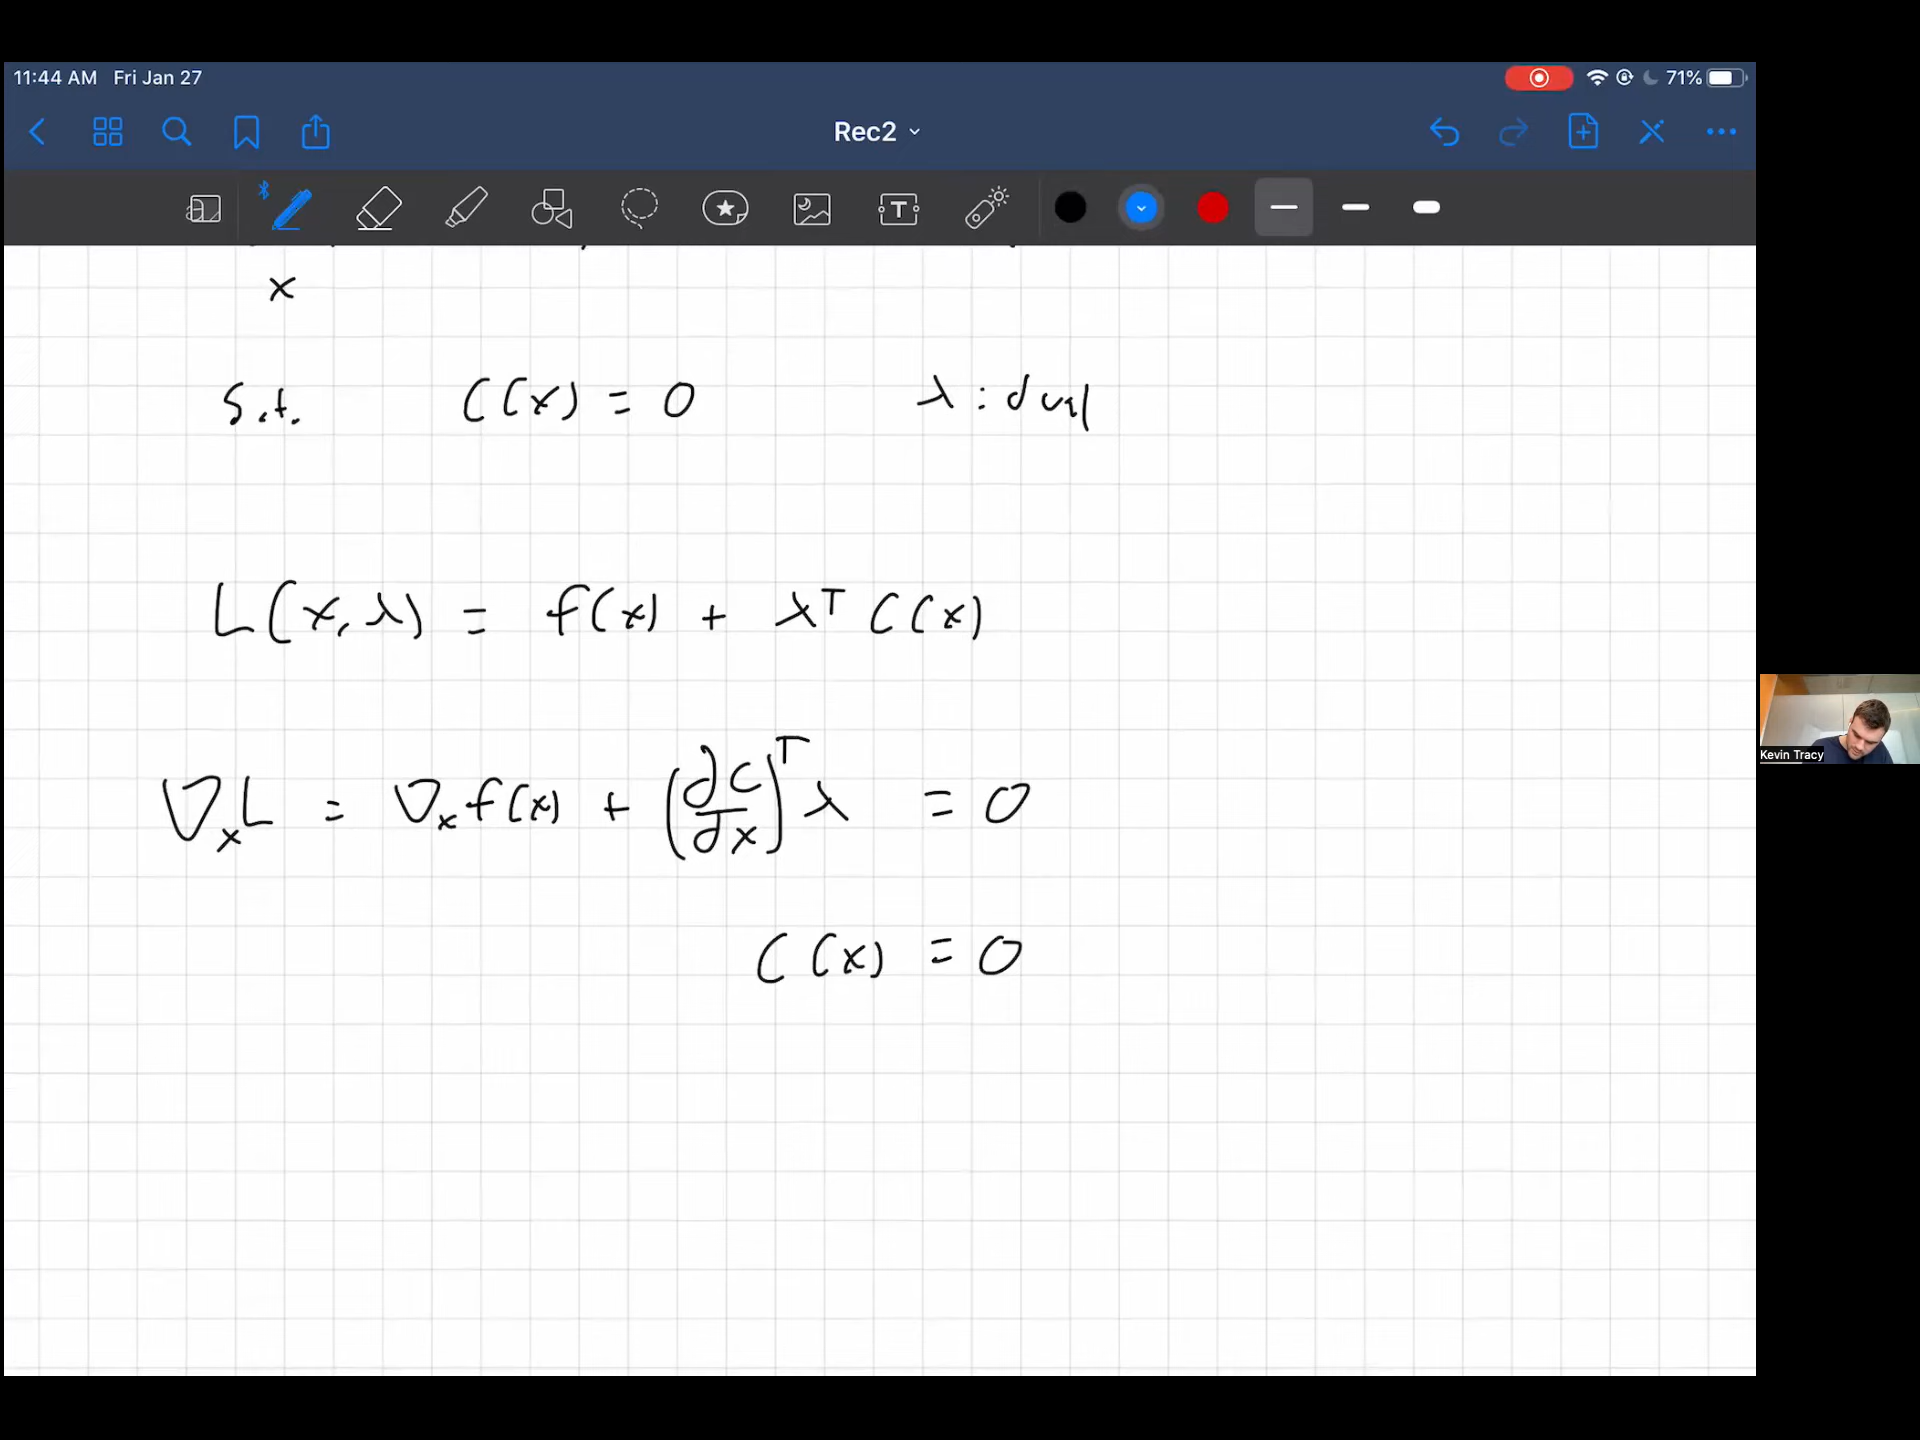 11:44 AM Fri Jan 27
71%
Rec2
x
s.t. C(x) = 0 λ : dual
L(x, λ) = f(x) + λᵀ C(x)
∇ₓL = ∇ₓf(x) + (∂C/∂x)ᵀ λ = 0
C(x) = 0
Kevin Tracy